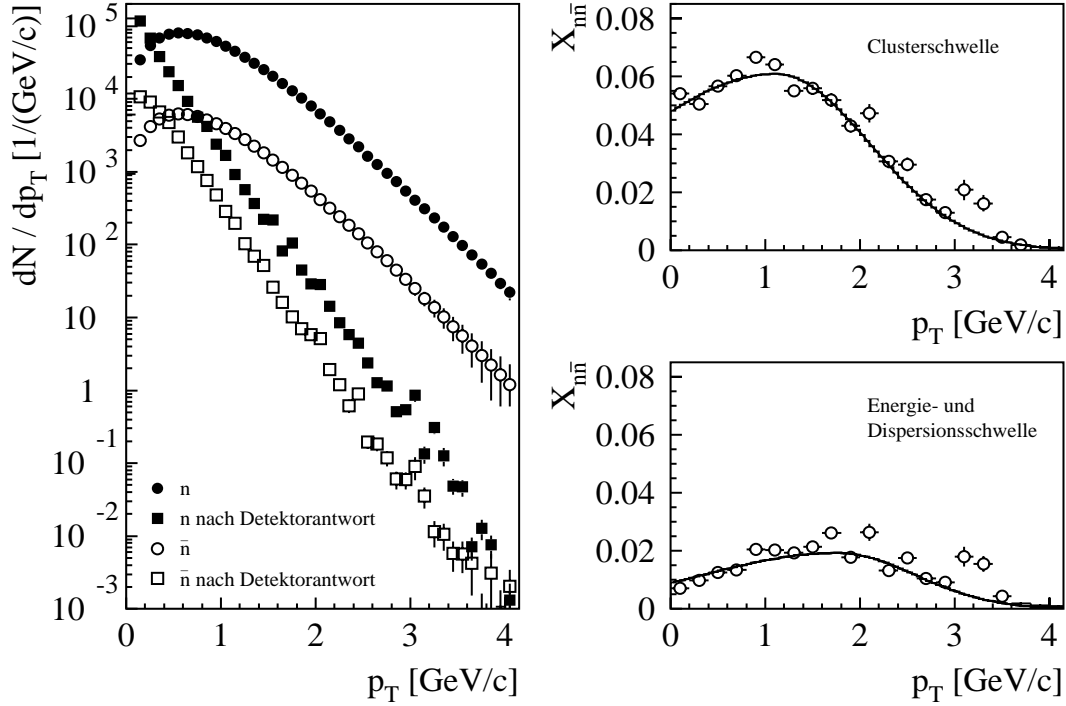 dN / dp_T [1/(GeV/c)]
10^5
10^4
10^3
10^2
10
1
10^-1
10^-2
10^-3
n
n nach Detektorantwort
n̄
n̄ nach Detektorantwort
0 1 2 3 4
p_T [GeV/c]
X_nn̄
0.08
0.06
0.04
0.02
0
Clusterschwelle
0 1 2 3 4
p_T [GeV/c]
X_nn̄
0.08
0.06
0.04
0.02
0
Energie- und
Dispersionsschwelle
0 1 2 3 4
p_T [GeV/c]